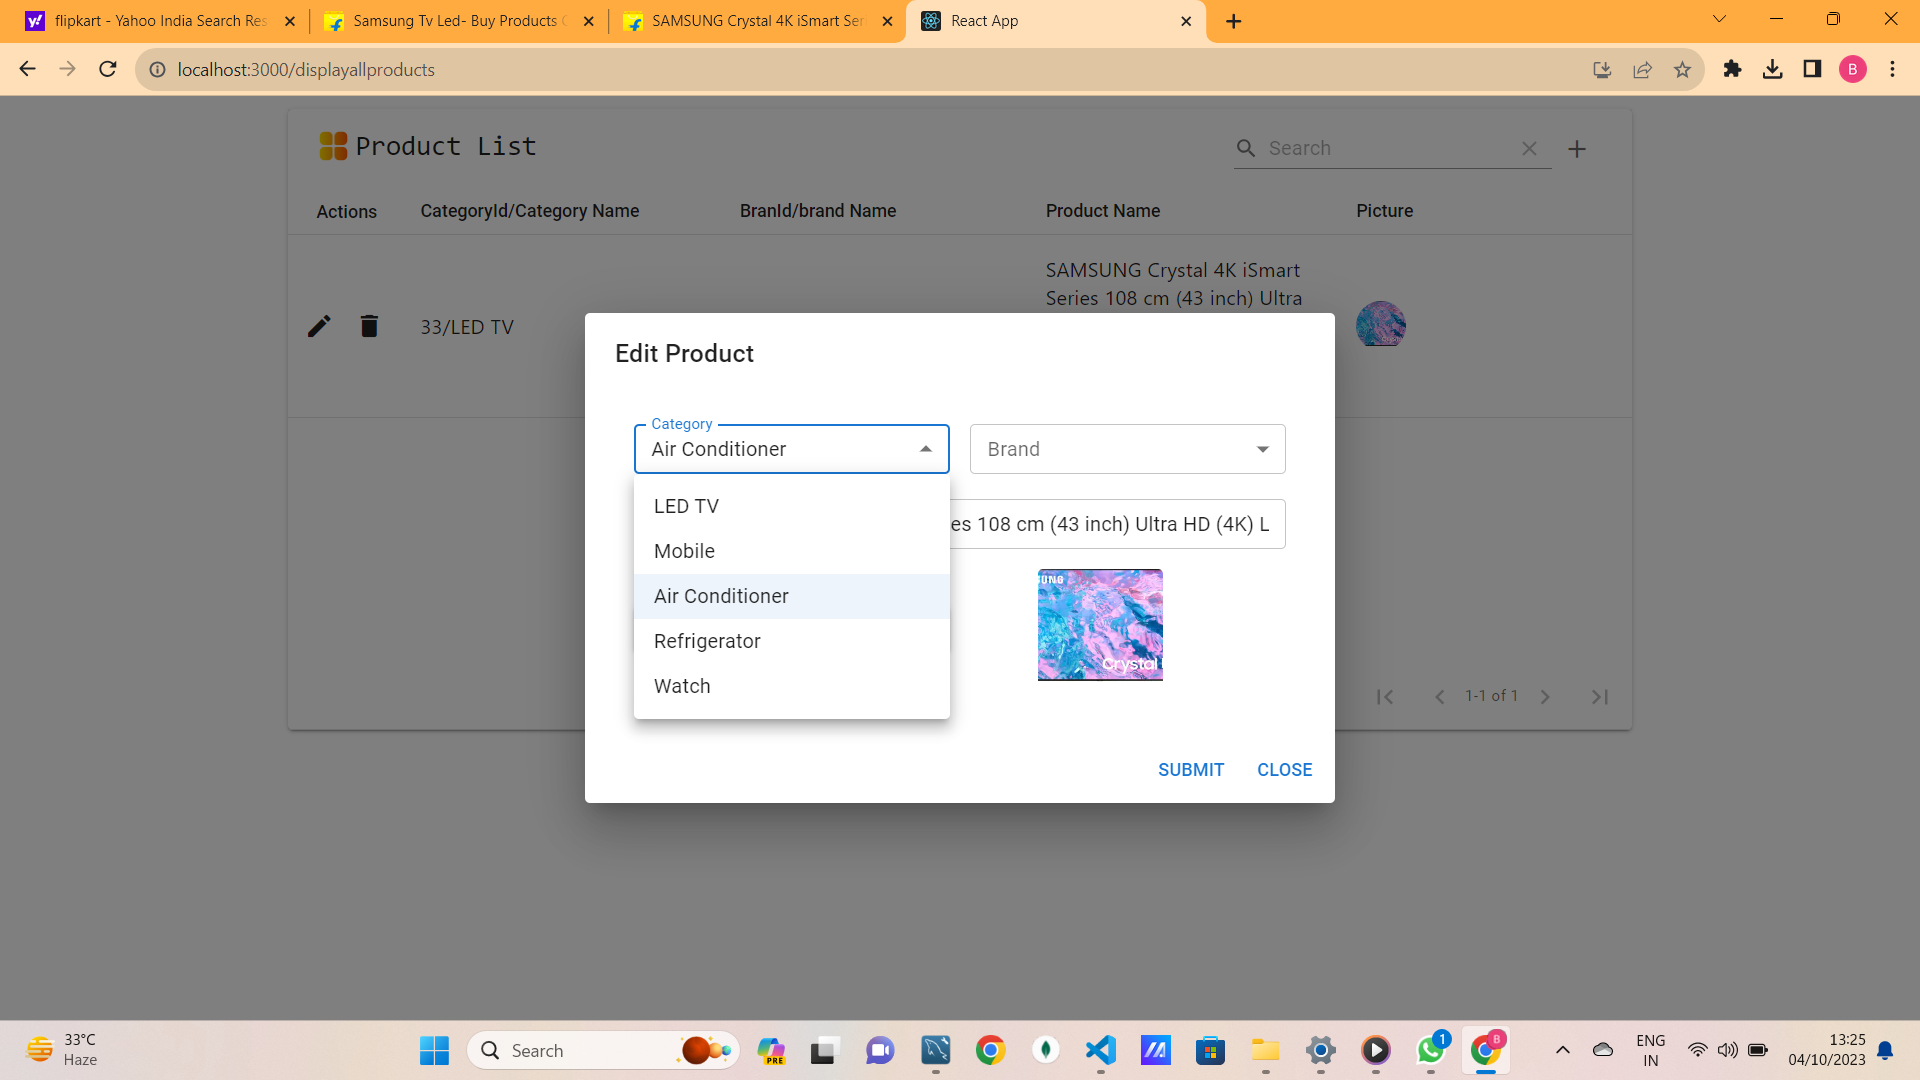 flipkart - Yahoo India Search Res
Samsung Tv Led- Buy Products
SAMSUNG Crystal 4K iSmart Ser
React App
localhost:3000/displayallproducts
B
Product List
Search
Actions
CategoryId/Category Name
BranId/brand Name
Product Name
Picture
33/LED TV
SAMSUNG Crystal 4K iSmart
Series 108 cm (43 inch) Ultra
Edit Product
Category
Air Conditioner
Brand
LED TV
Mobile
Air Conditioner
Refrigerator
Watch
es 108 cm (43 inch) Ultra HD (4K) L
UNG
Crystal
1-1 of 1
SUBMIT
CLOSE
33°C
Haze
Search
PRE
1
B
ENG
IN
13:25
04/10/2023